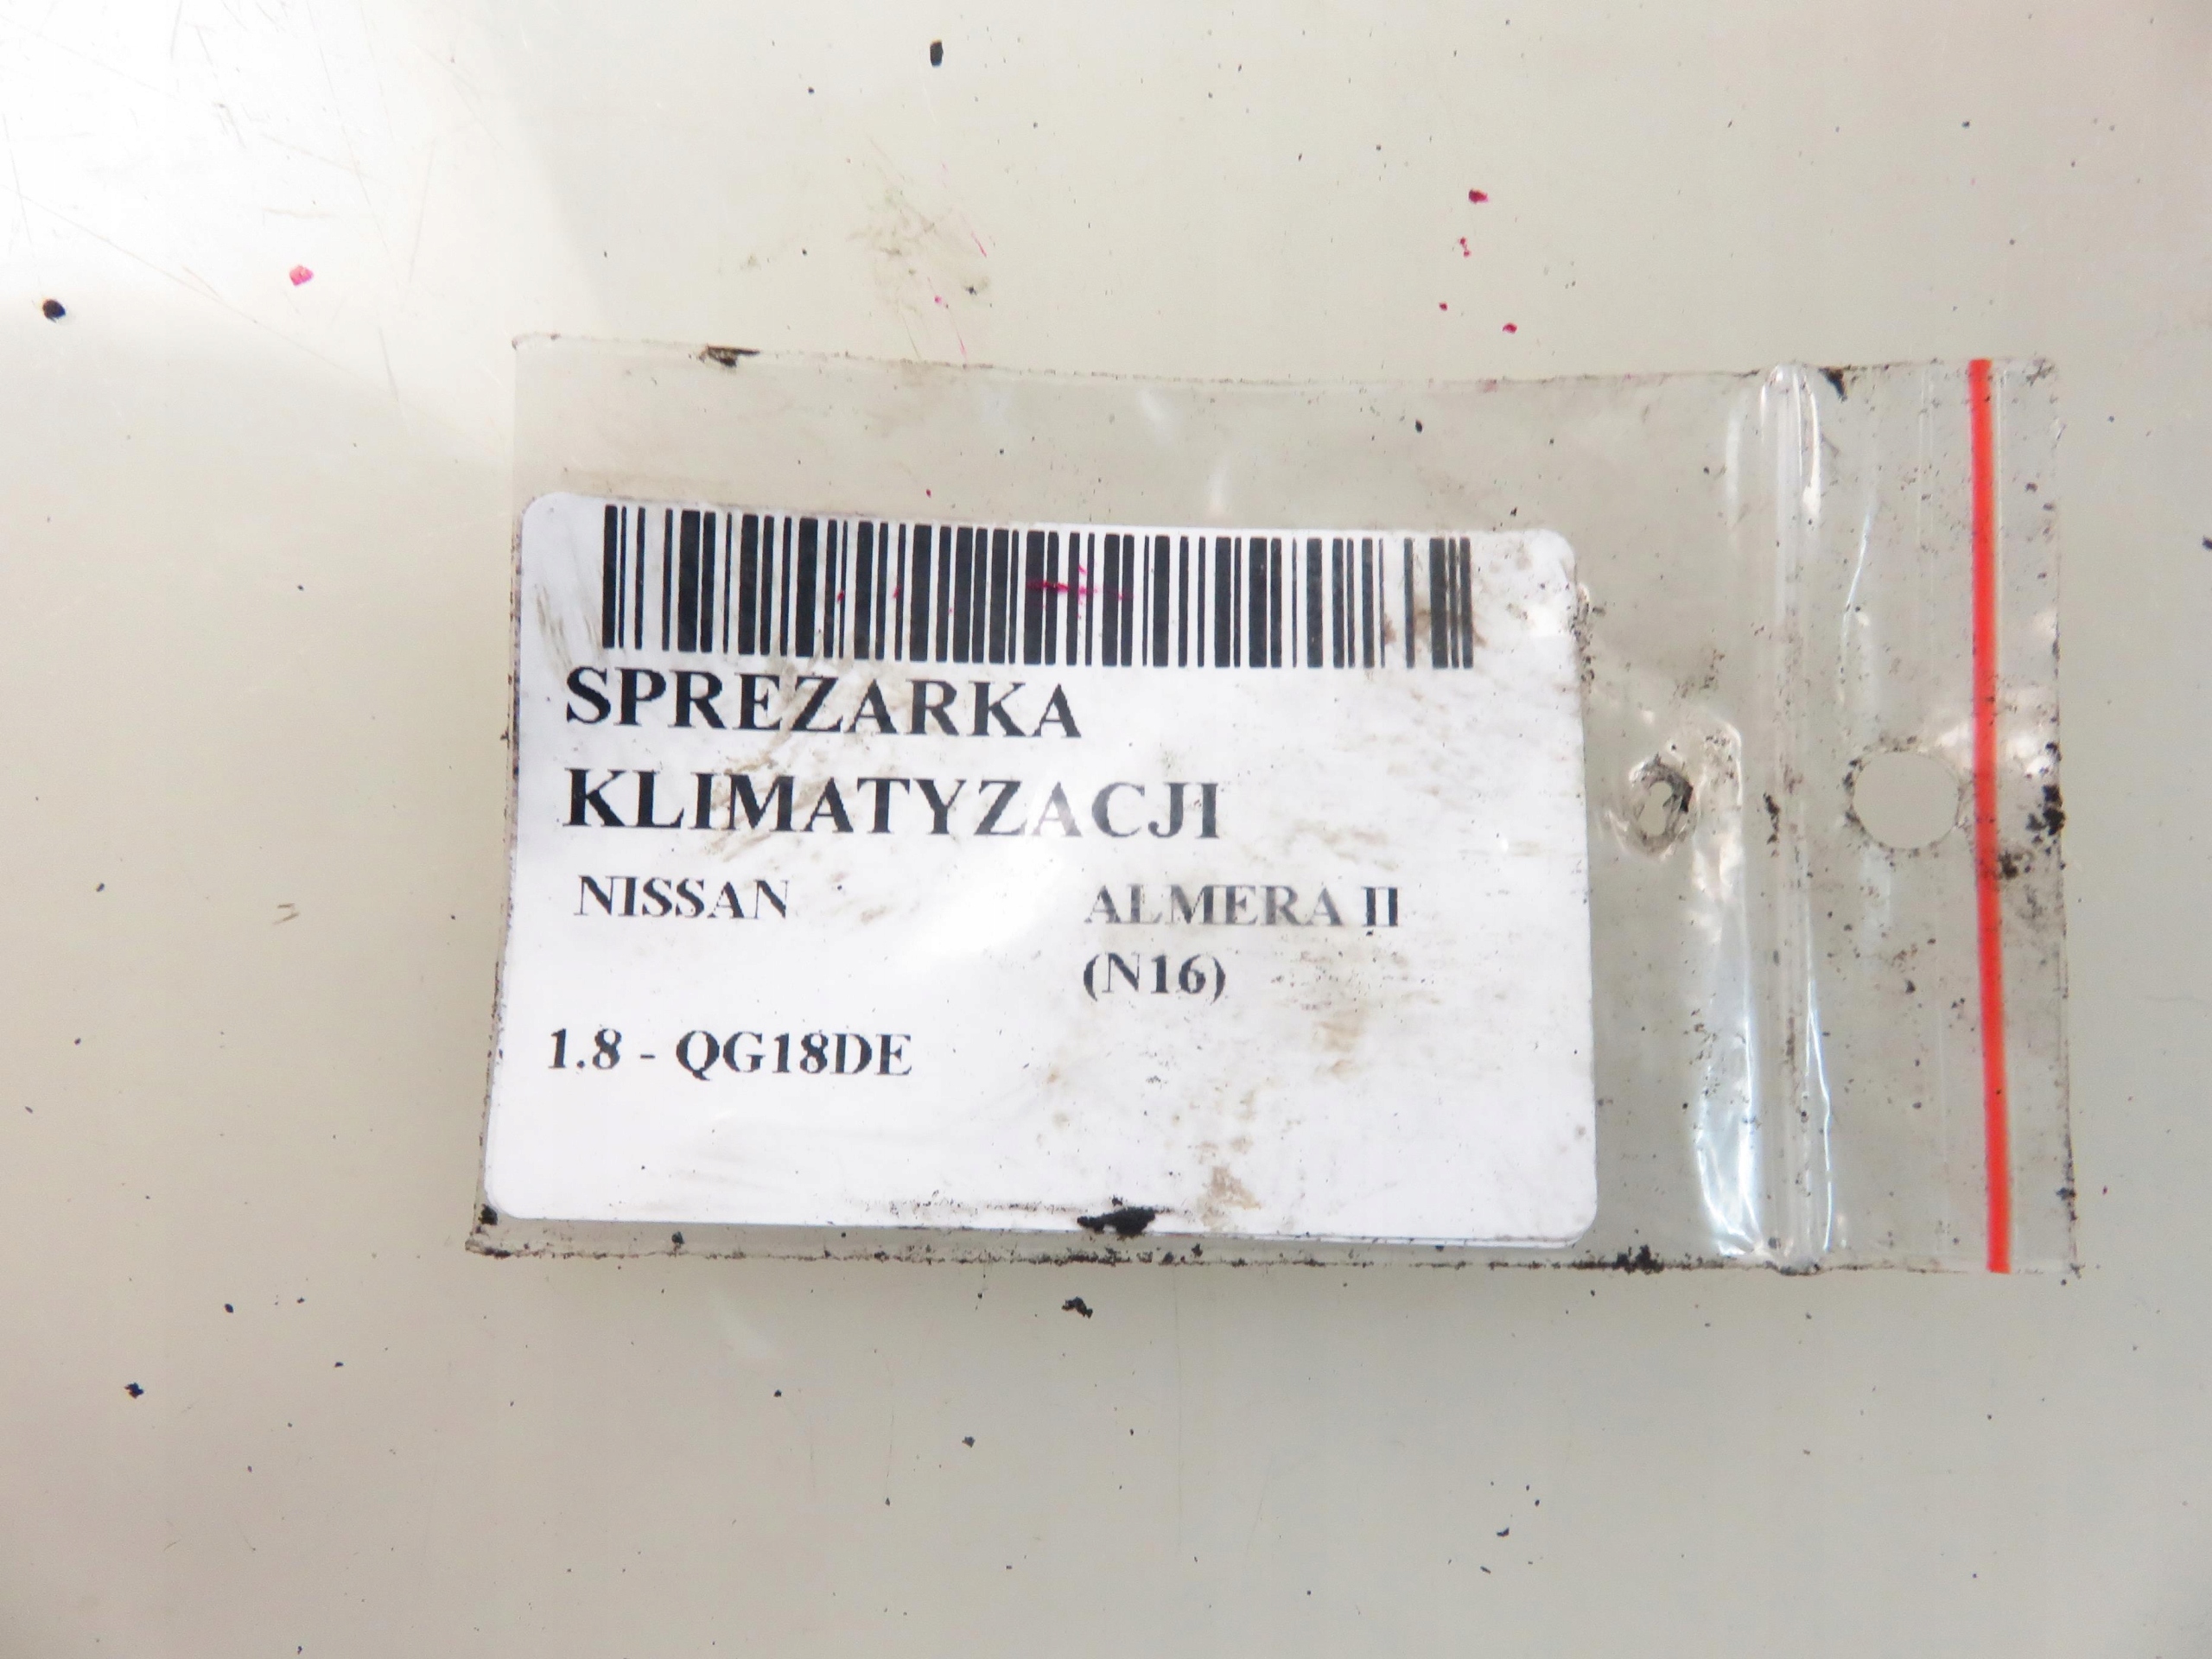 SPREZARKA
KLIMATYZACJI
NISSAN ALMERA II
(N16)
1.8 - QG18DE